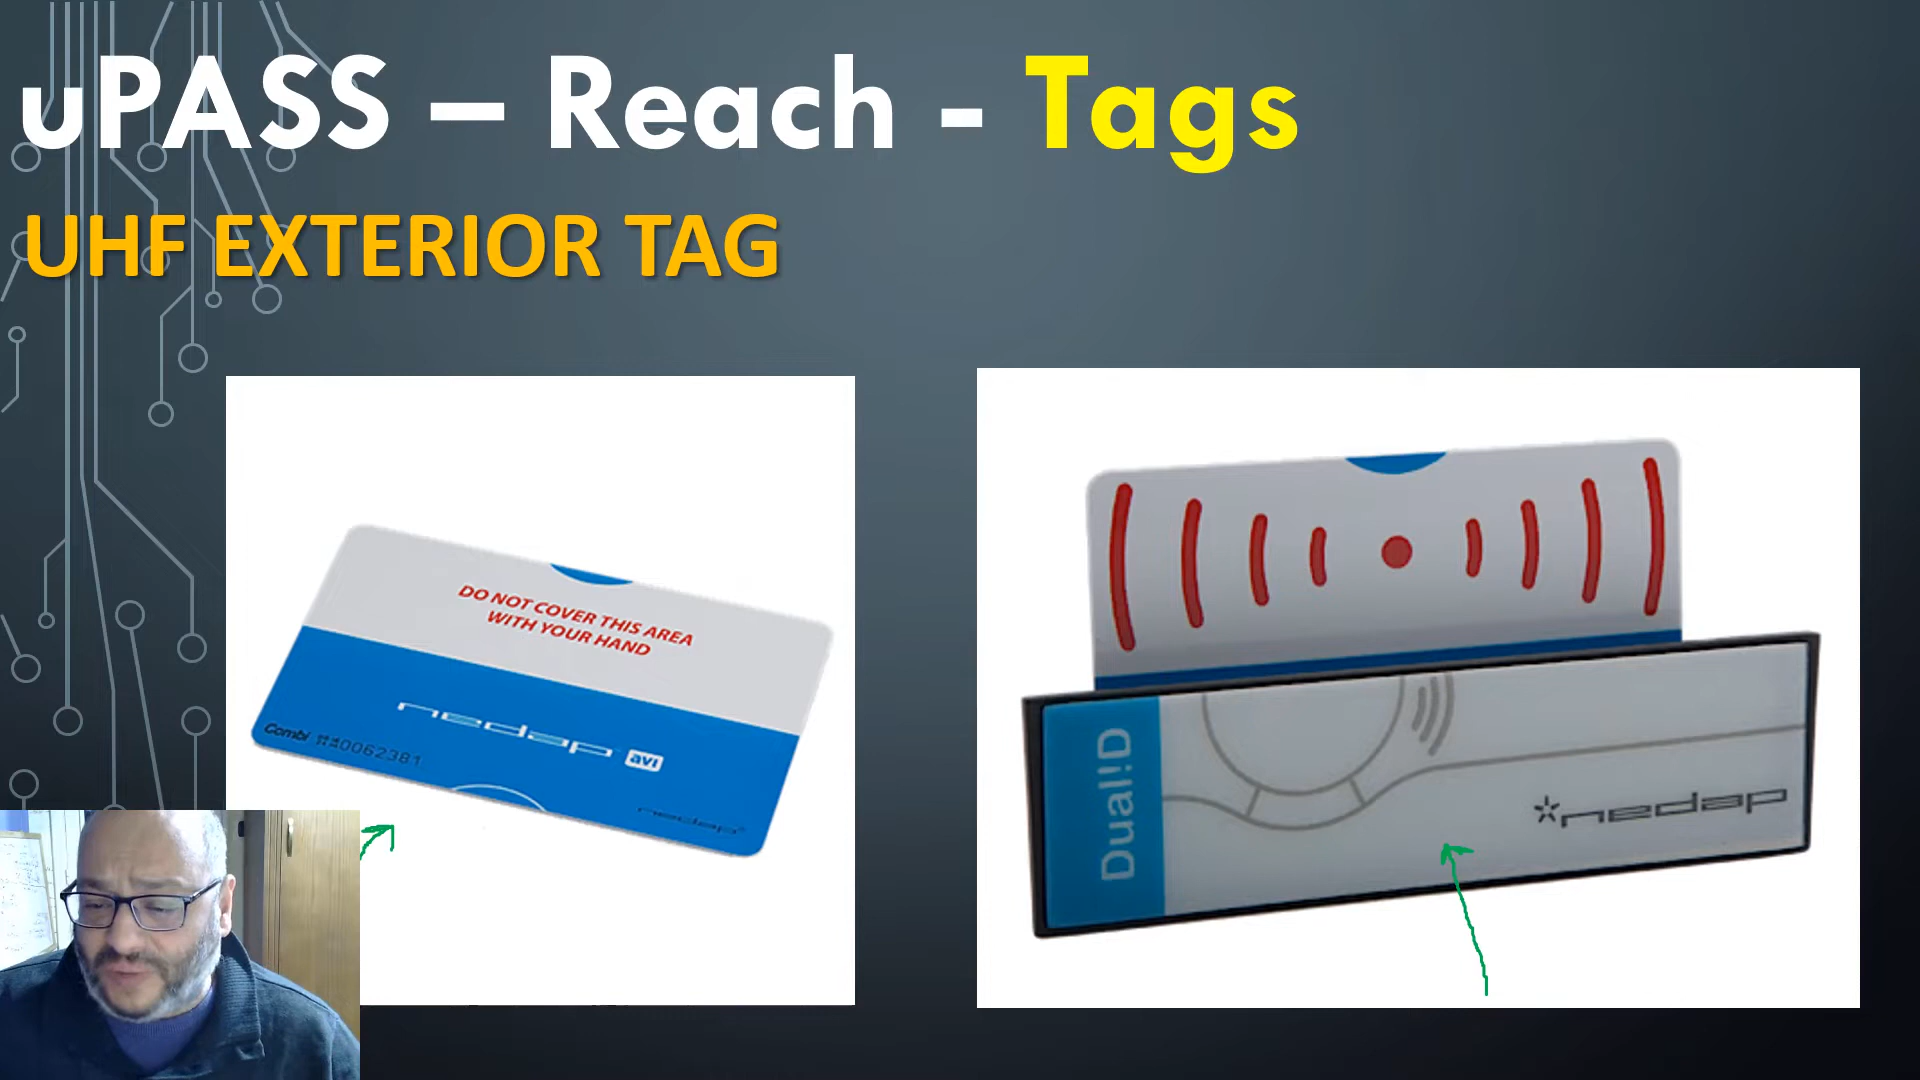 uPASS – Reach - Tags
UHF EXTERIOR TAG
DO NOT COVER THIS AREA
WITH YOUR HAND
nedap avi
Combi
0062381
nedap
Dual!D
nedap